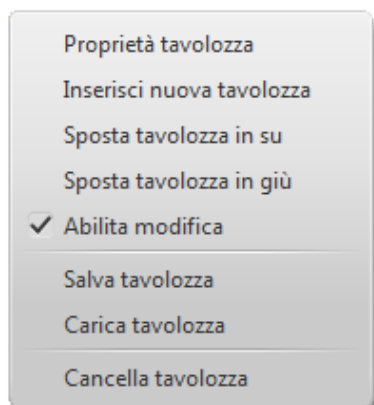 Proprietà tavolozza
Inserisci nuova tavolozza
Sposta tavolozza in su
Sposta tavolozza in giù
Abilita modifica
Salva tavolozza
Carica tavolozza
Cancella tavolozza